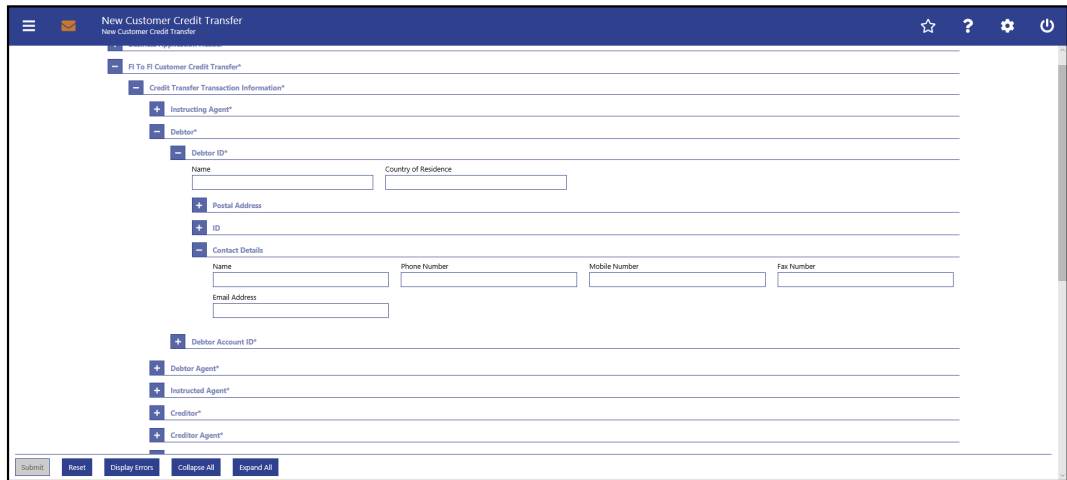 New Customer Credit Transfer
New Customer Credit Transfer
?
Business Application Header
FI To FI Customer Credit Transfer*
Credit Transfer Transaction Information*
Instructing Agent*
Debtor*
Debtor ID*
Name Country of Residence
Postal Address
ID
Contact Details
Name Phone Number Mobile Number Fax Number
Email Address
Debtor Account ID*
Debtor Agent*
Instructed Agent*
Creditor*
Creditor Agent*
Submit Reset Display Errors Collapse All Expand All